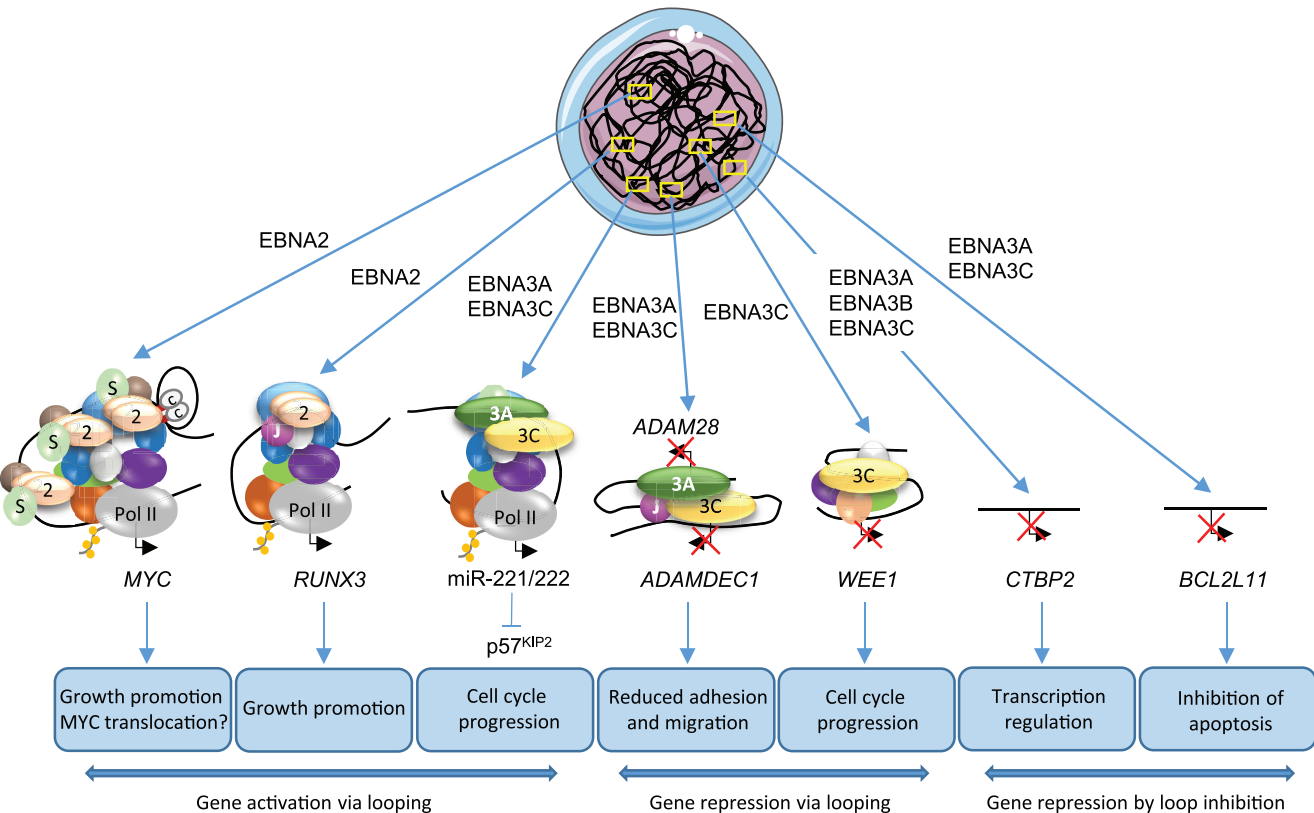 EBNA2
EBNA2
EBNA3A
EBNA3C
EBNA3A
EBNA3C
EBNA3C
EBNA3A
EBNA3B
EBNA3C
EBNA3A
EBNA3C
S
2
c
c
2
S
2
S
Pol II
2
J
Pol II
3A
3C
Pol II
ADAM28
3A
J
3C
3C
MYC
RUNX3
miR-221/222
ADAMDEC1
WEE1
CTBP2
BCL2L11
p57KIP2
Growth promotion
MYC translocation?
Growth promotion
Cell cycle
progression
Reduced adhesion
and migration
Cell cycle
progression
Transcription
regulation
Inhibition of
apoptosis
Gene activation via looping
Gene repression via looping
Gene repression by loop inhibition